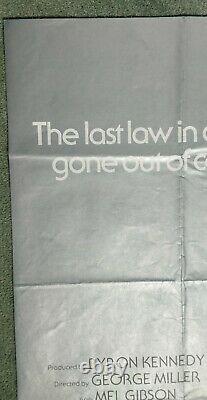 The last law in a
gone out of c
Produced by BYRON KENNEDY
Directed by GEORGE MILLER
MEL GIBSON